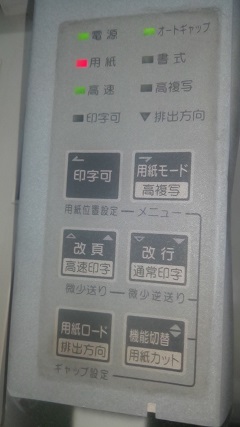 電源 オートギャップ
用紙 書式
高速 高複写
印字可 ▼排出方向
印字可 用紙モード
高複写
用紙位置設定 メニュー
改頁 改行
高速印字 通常印字
微少送り 微少逆送り
用紙ロード 機能切替
排出方向 用紙カット
ギャップ設定